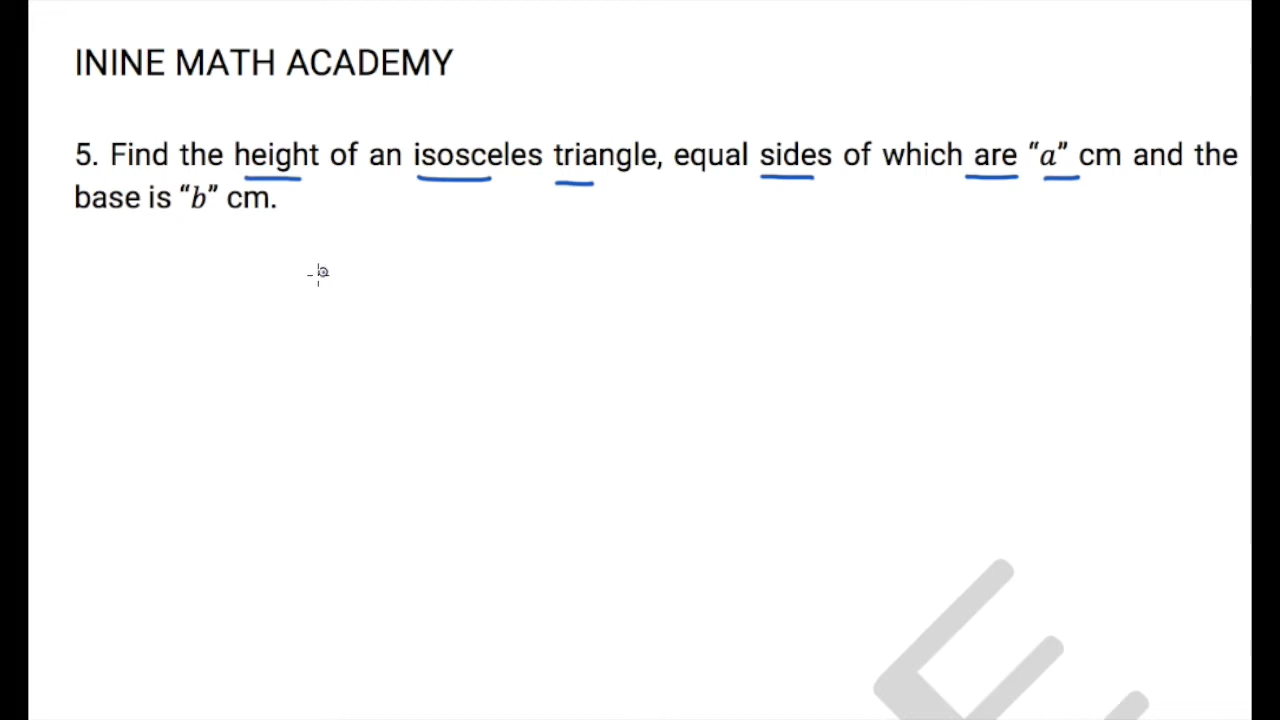 ININE MATH ACADEMY
5. Find the height of an isosceles triangle, equal sides of which are “a” cm and the
base is “b” cm.